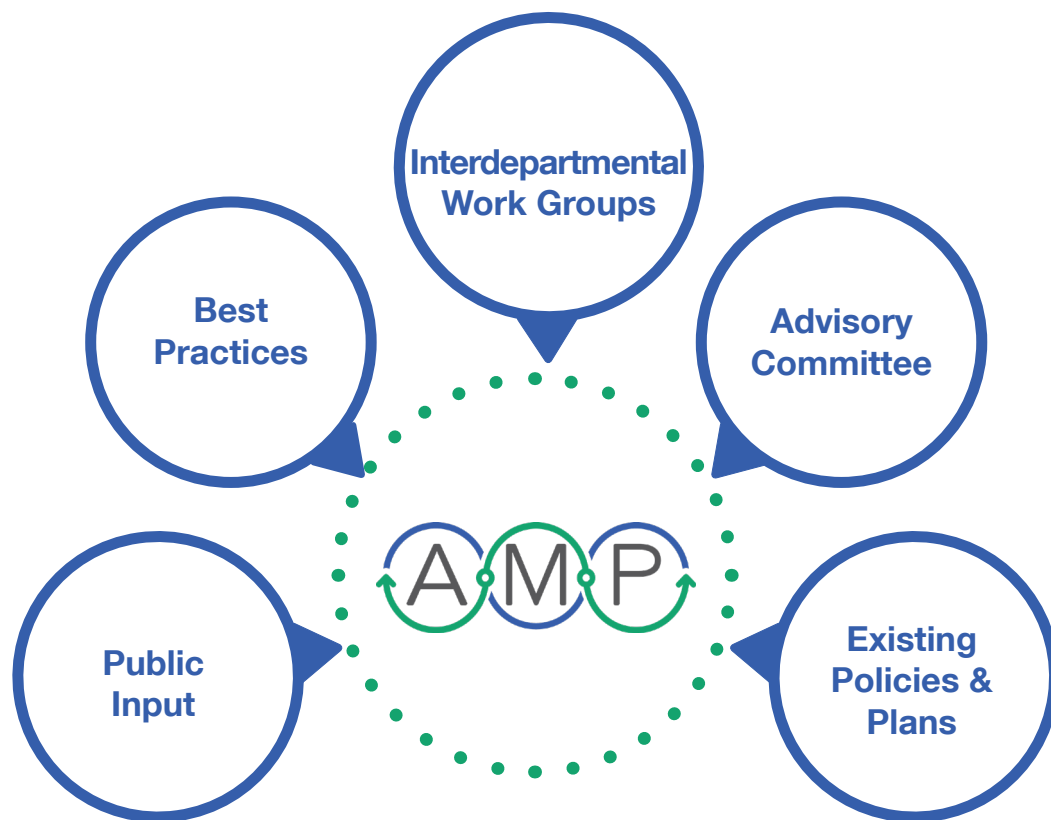 Interdepartmental
Work Groups
Best
Practices
Advisory
Committee
AMP
Public
Input
Existing
Policies &
Plans